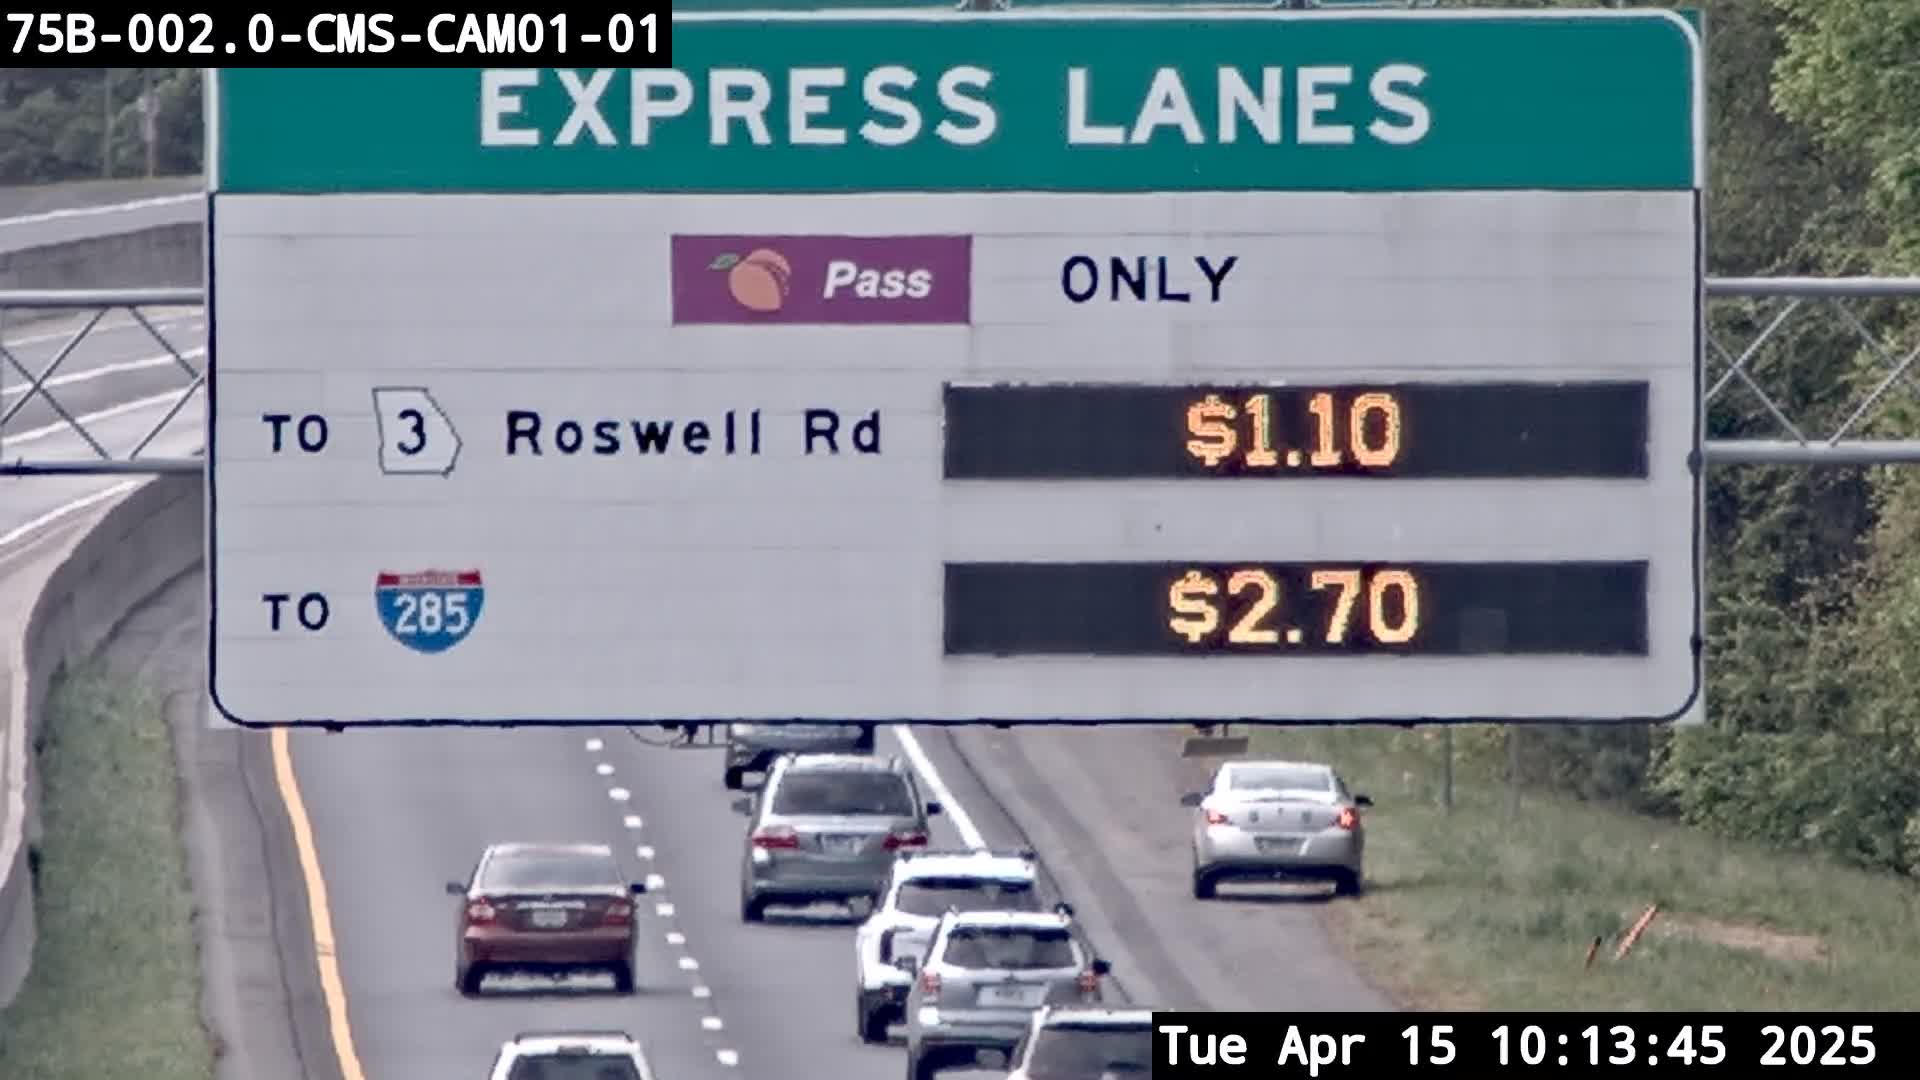 75B-002.0-CMS-CAM01-01
EXPRESS LANES
Pass ONLY
TO 3 Roswell Rd $1.10
TO 285 $2.70
Tue Apr 15 10:13:45 2025